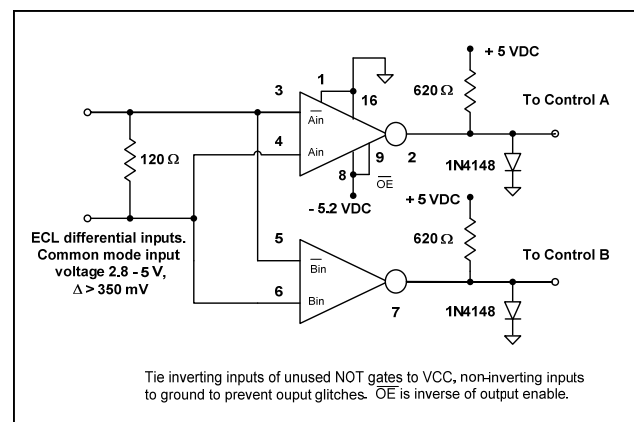 + 5 VDC
1
3
16
620 Ω
To Control A
Ain
4
Ain
9
2
120 Ω
8
OE
1N4148
- 5.2 VDC
+ 5 VDC
ECL differential inputs.
Common mode input
voltage 2.8 - 5 V,
Δ > 350 mV
5
620 Ω
To Control B
Bin
6
Bin
7
1N4148
Tie inverting inputs of unused NOT gates to VCC, non-inverting inputs
to ground to prevent ouput glitches. OE is inverse of output enable.